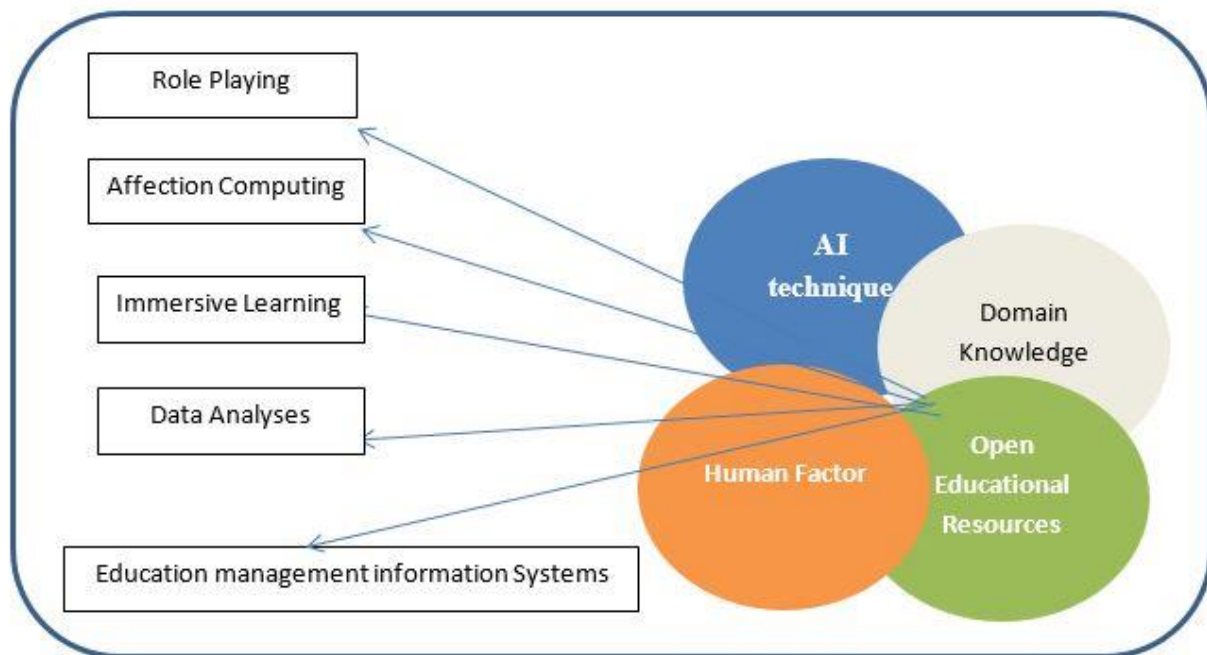 Role Playing
Affection Computing
Immersive Learning
Data Analyses
Education management information Systems
AI
technique
Domain
Knowledge
Human Factor
Open
Educational
Resources